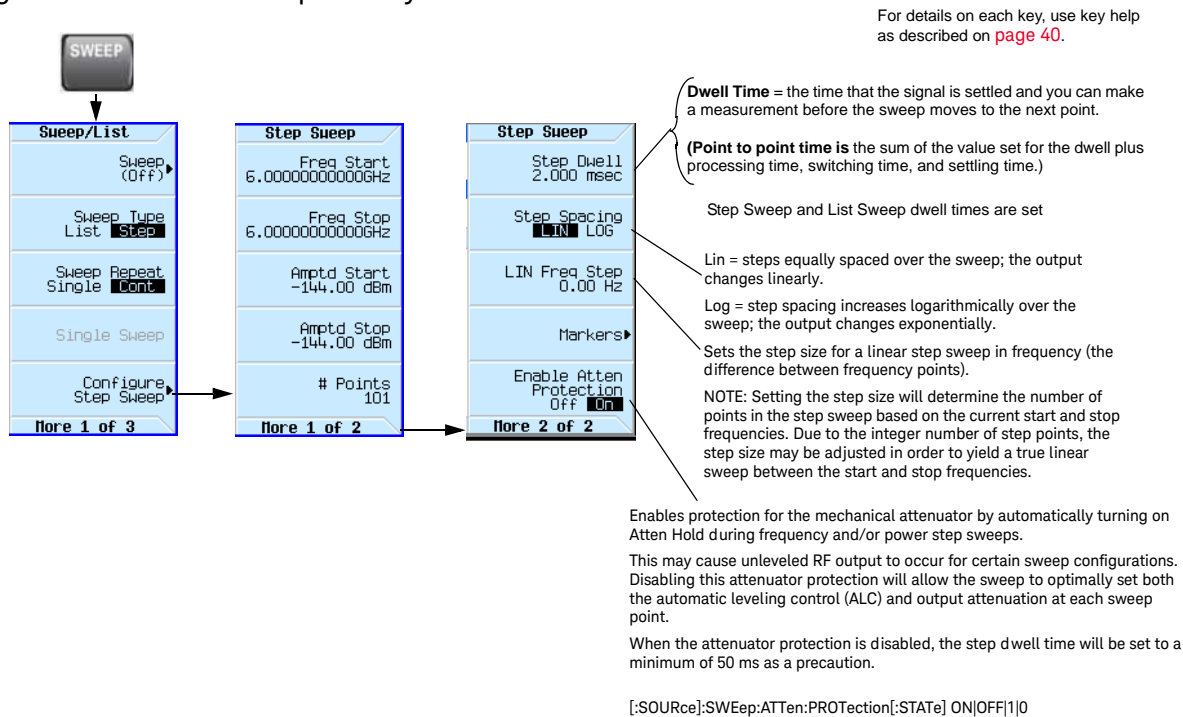 For details on each key, use key help
as described on page 40.
SWEEP
Sweep/List
Sweep
(Off)
Sweep Type
List Step
Sweep Repeat
Single Cont
Single Sweep
Configure
Step Sweep
More 1 of 3
Step Sweep
Freq Start
6.00000000000GHz
Freq Stop
6.00000000000GHz
Amptd Start
-144.00 dBm
Amptd Stop
-144.00 dBm
# Points
101
More 1 of 2
Step Sweep
Step Dwell
2.000 msec
Step Spacing
LIN LOG
LIN Freq Step
0.00 Hz
Markers
Enable Atten
Protection
Off On
More 2 of 2
Dwell Time = the time that the signal is settled and you can make
a measurement before the sweep moves to the next point.
(Point to point time is the sum of the value set for the dwell plus
processing time, switching time, and settling time.)
Step Sweep and List Sweep dwell times are set
Lin = steps equally spaced over the sweep; the output
changes linearly.
Log = step spacing increases logarithmically over the
sweep; the output changes exponentially.
Sets the step size for a linear step sweep in frequency (the
difference between frequency points).
NOTE: Setting the step size will determine the number of
points in the step sweep based on the current start and stop
frequencies. Due to the integer number of step points, the
step size may be adjusted in order to yield a true linear
sweep between the start and stop frequencies.
Enables protection for the mechanical attenuator by automatically turning on
Atten Hold during frequency and/or power step sweeps.
This may cause unleveled RF output to occur for certain sweep configurations.
Disabling this attenuator protection will allow the sweep to optimally set both
the automatic leveling control (ALC) and output attenuation at each sweep
point.
When the attenuator protection is disabled, the step dwell time will be set to a
minimum of 50 ms as a precaution.
[:SOURce]:SWEep:ATTen:PROTection[:STATe] ON|OFF|1|0